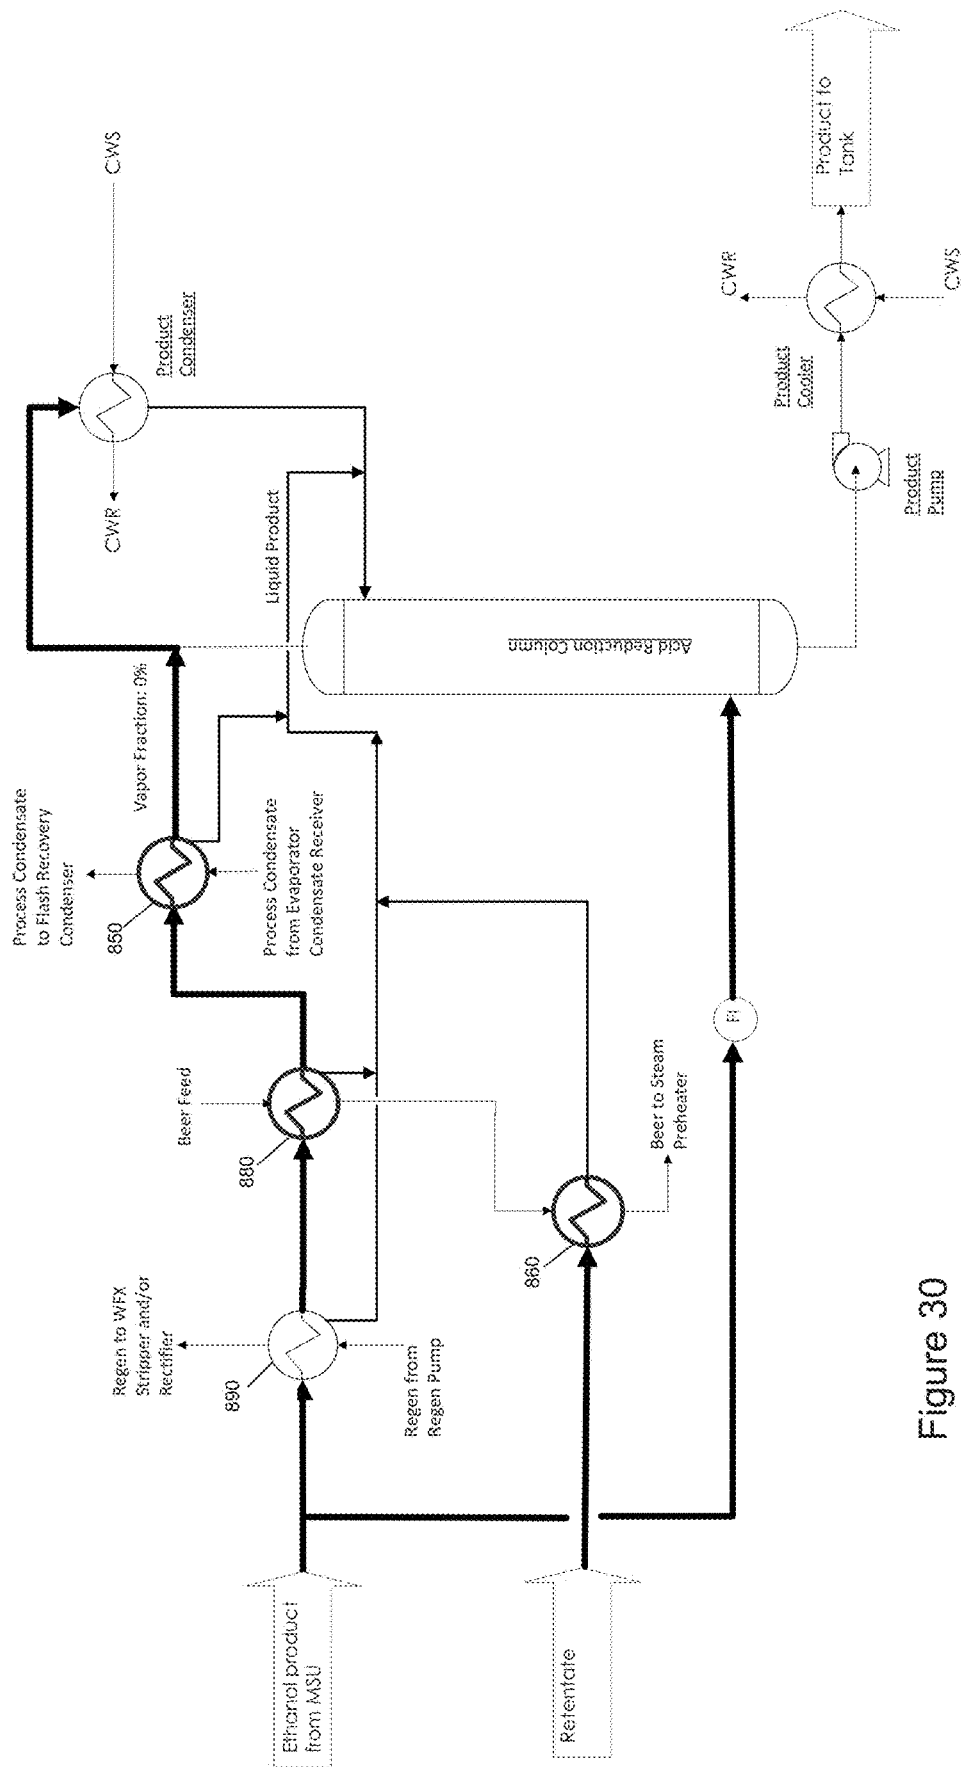 CWS
Product
Condenser
CWR
Liquid Product
Vapor Fraction: 0%
Process Condensate
to Flash Recovery
Condenser
850
Process Condensate
from Evaporator
Condensate Receiver
Beer Feed
880
Regen to WFX
Stripper and/or
Rectifier
890
Regen from
Regen Pump
Ethanol product
from MSU
Retentate
860
Beer to Steam
Preheater
FI
Acid Reduction Column
Product
Pump
Product
Cooler
CWR
CWS
Product to
Tank
Figure 30